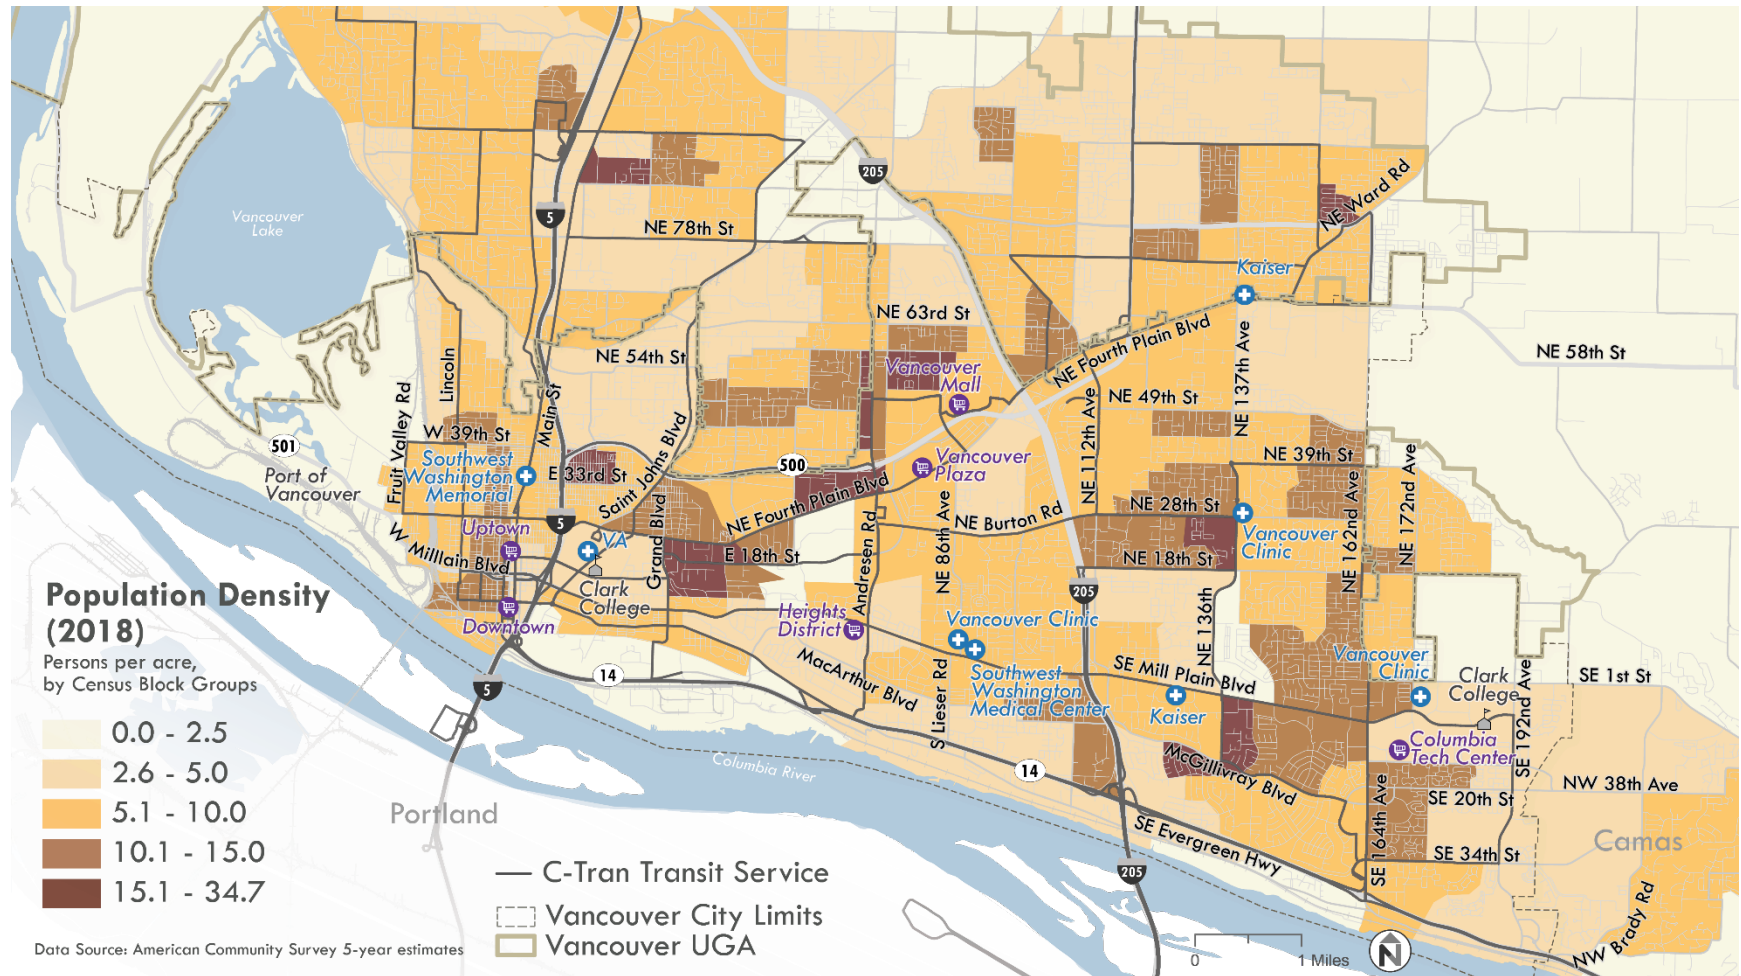 205
NE Ward Rd
5
Vancouver
Lake
NE 78th St
Kaiser
NE 63rd St
NE Fourth Plain Blvd
NE 137th Ave
NE 58th St
NE 54th St
Lincoln
Vancouver
Mall
Fruit Valley Rd
Main St
NE 49th St
NE 112th Ave
W 39th St
501
Port of
Vancouver
Southwest
Washington
Memorial
E 33rd St
Saint Johns Blvd
500
Vancouver
Plaza
NE 39th St
NE 162nd Ave
NE 172nd Ave
Grand Blvd
NE Fourth Plain Blvd
NE 86th Ave
NE Burton Rd
NE 28th St
Vancouver
Clinic
5
Uptown
VA
W Milllain Blvd
E 18th St
Andresen Rd
NE 18th St
205
NE 136th
Clark
College
Downtown
Heights
District
Vancouver Clinic
Southwest
Washington
Medical Center
SE Mill Plain Blvd
Kaiser
Vancouver
Clinic
Clark
College
SE 1st St
SE 192nd Ave
14
5
MacArthur Blvd
S Lieser Rd
Columbia
Tech Center
McGillivray Blvd
14
Columbia River
Portland
SE 20th St
NW 38th Ave
SE 164th Ave
SE 34th St
Camas
SE Evergreen Hwy
205
NW Brady Rd
Population Density
(2018)
Persons per acre,
by Census Block Groups
0.0 - 2.5
2.6 - 5.0
5.1 - 10.0
10.1 - 15.0
15.1 - 34.7
C-Tran Transit Service
Vancouver City Limits
Vancouver UGA
Data Source: American Community Survey 5-year estimates
0 1 Miles
N